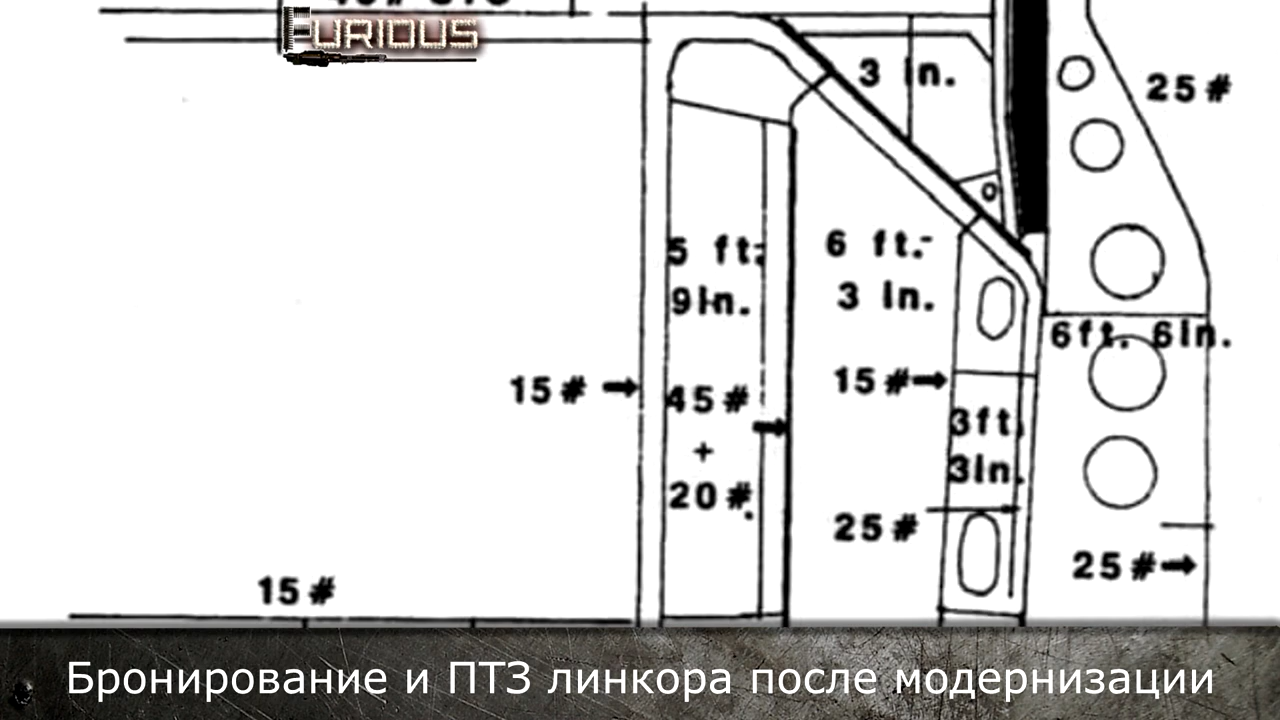 FURIOUS
3 in.
25#
5 ft.
9in.
6 ft.
3 in.
6ft. 6in.
15#
45#
+
20#
15#
3ft.
3in.
25#
25#
15#
Бронирование и ПТЗ линкора после модернизации